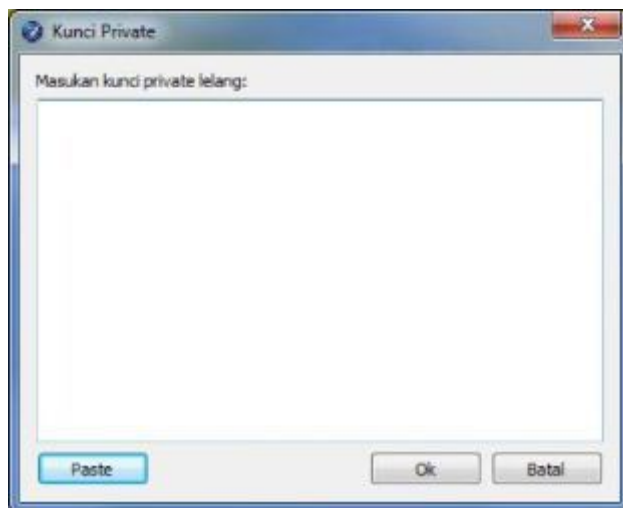 Kunci Private
Masukan kunci private lelang:
Paste
Ok
Batal